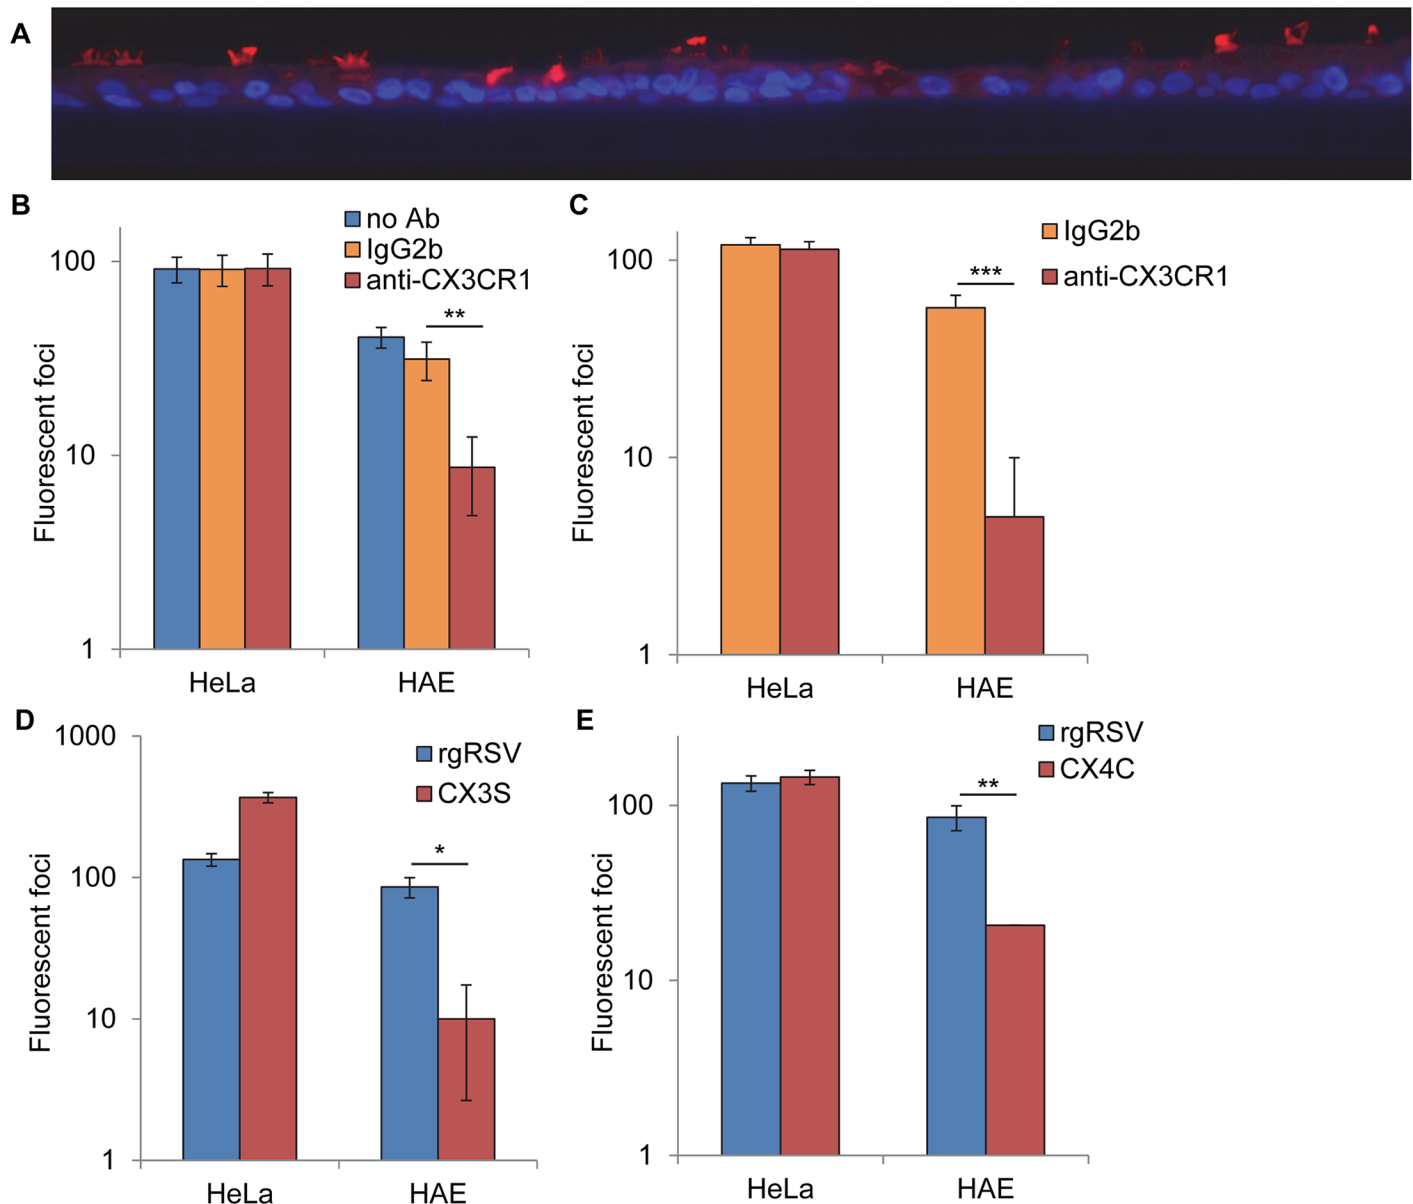 A
B
no Ab
IgG2b
anti-CX3CR1
Fluorescent foci
100
10
1
**
HeLa
HAE
C
IgG2b
anti-CX3CR1
Fluorescent foci
100
10
1
***
HeLa
HAE
D
rgRSV
CX3S
Fluorescent foci
1000
100
10
1
*
HeLa
HAE
E
rgRSV
CX4C
Fluorescent foci
100
10
1
**
HeLa
HAE